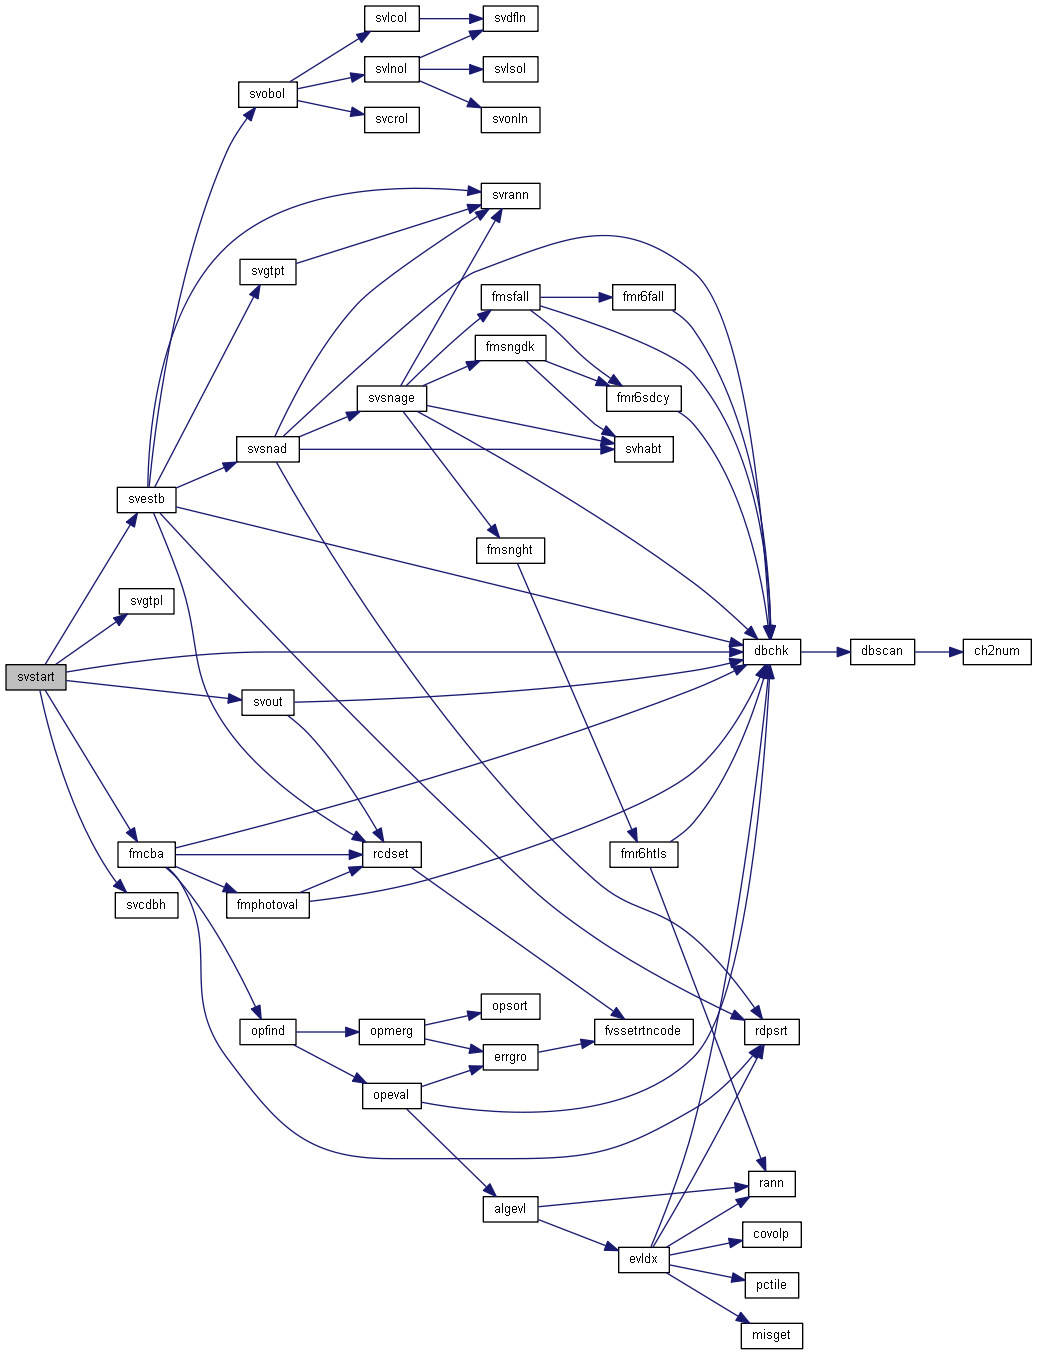 svlcol
svdfln
svlnol
svlsol
svobol
svcrol
svonln
svrann
svgtpt
fmsfall
fmr6fall
fmsngdk
svsnage
fmr6sdcy
svsnad
svhabt
svestb
fmsnght
svgtpl
dbchk
dbscan
ch2num
svstart
svout
fmcba
rcdset
fmr6htls
svcdbh
fmphotoval
opsort
opfind
opmerg
fvssetrtncode
rdpsrt
errgro
opeval
rann
algevl
covolp
evldx
pctile
misget